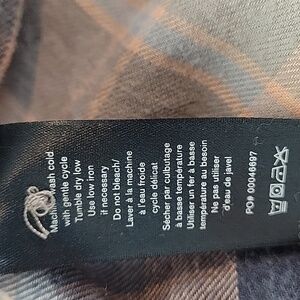 Machine wash cold
with gentle cycle
Tumble dry low
Use low iron
if necessary
Do not bleach/
Laver à la machine
à l'eau froide
cycle délicat
Sécher par culbutage
à basse température
Utiliser un fer à basse
température au besoin
Ne pas utiliser
d'eau de javel
PO# 00046697